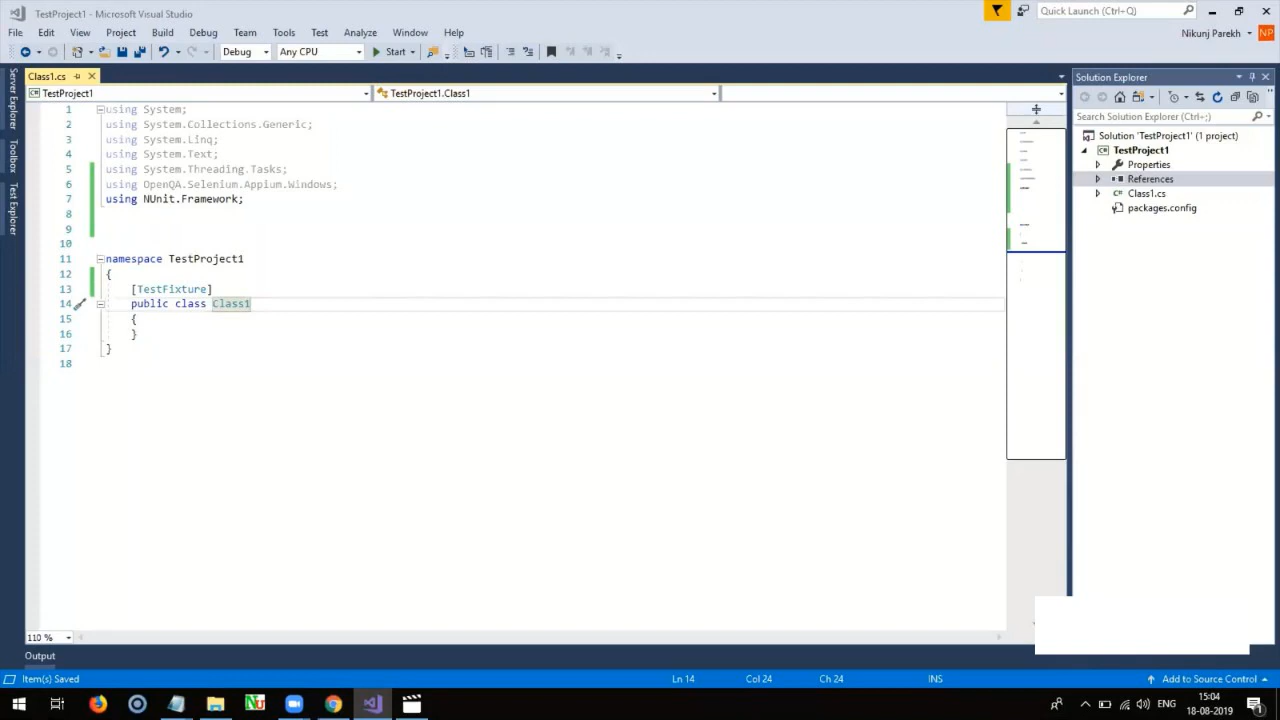 TestProject1 - Microsoft Visual Studio
Quick Launch (Ctrl+Q)
File Edit View Project Build Debug Team Tools Test Analyze Window Help
Nikunj Parekh NP
Debug Any CPU Start
Class1.cs
Solution Explorer
TestProject1 TestProject1.Class1
Search Solution Explorer (Ctrl+;)
Solution 'TestProject1' (1 project)
TestProject1
Properties
References
Class1.cs
packages.config
Server Explorer
Toolbox
Test Explorer
1 using System;
2 using System.Collections.Generic;
3 using System.Linq;
4 using System.Text;
5 using System.Threading.Tasks;
6 using OpenQA.Selenium.Appium.Windows;
7 using NUnit.Framework;
8
9
10
11 namespace TestProject1
12 {
13 [TestFixture]
14 public class Class1
15 {
16 }
17 }
18
110 %
Output
Item(s) Saved Ln 14 Col 24 Ch 24 INS Add to Source Control
ENG 15:04
18-08-2019 1